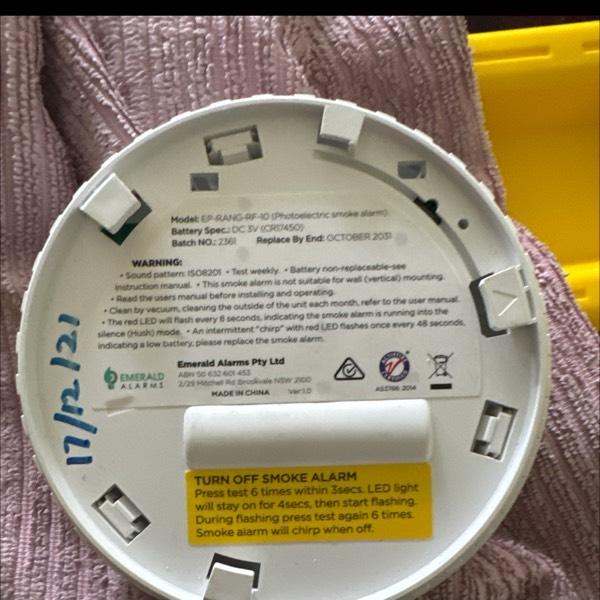 Model: EP-RANG-RF-10 (Photoelectric smoke alarm)
Battery Spec.: DC 3V (CR17450)
Batch NO.: 2361 Replace By End: OCTOBER 2031
WARNING:
• Sound pattern: ISO8201 • Test weekly. • Battery non-replaceable-see
instruction manual. • This smoke alarm is not suitable for wall (vertical) mounting.
• Read the users manual before installing and operating.
• Clean by vacuum, cleaning the outside of the unit each month, refer to the user manual.
• The red LED will flash every 8 seconds, indicating the smoke alarm is running into the
silence (Hush) mode. • An intermittent "chirp" with red LED flashes once every 48 seconds,
indicating a low battery, please replace the smoke alarm.
EMERALD
ALARMS
Emerald Alarms Pty Ltd
ABN 50 632 601 453
2/29 Mitchell Rd Brookvale NSW 2100
MADE IN CHINA Ver:1.0
AS3786:2014
17/12/21
TURN OFF SMOKE ALARM
Press test 6 times within 3secs. LED light
will stay on for 4secs, then start flashing.
During flashing press test again 6 times.
Smoke alarm will chirp when off.